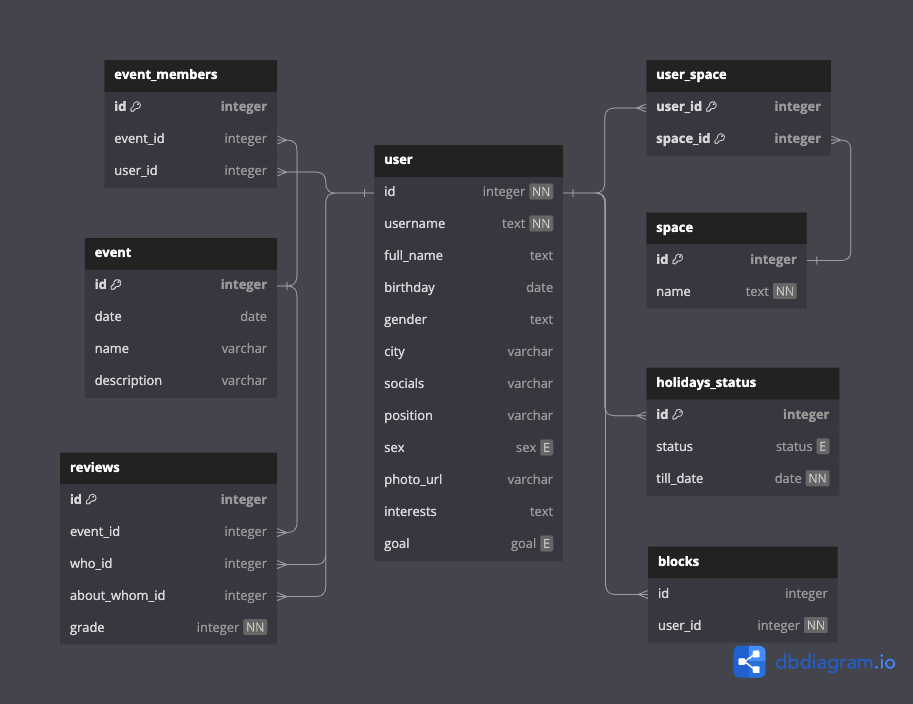 event_members
id integer
event_id integer
user_id integer
event
id integer
date date
name varchar
description varchar
reviews
id integer
event_id integer
who_id integer
about_whom_id integer
grade integer NN
user
id integer NN
username text NN
full_name text
birthday date
gender text
city varchar
socials varchar
position varchar
sex sex E
photo_url varchar
interests text
goal goal E
user_space
user_id integer
space_id integer
space
id integer
name text NN
holidays_status
id integer
status status E
till_date date NN
blocks
id integer
user_id integer NN
dbdiagram.io